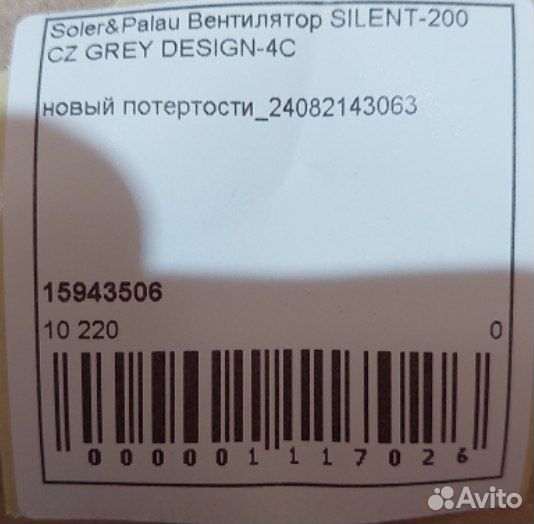 Soler&Palau Вентилятор SILENT-200
CZ GREY DESIGN-4C
новый потертости_24082143063
15943506
10 220 0
000001117026
Avito